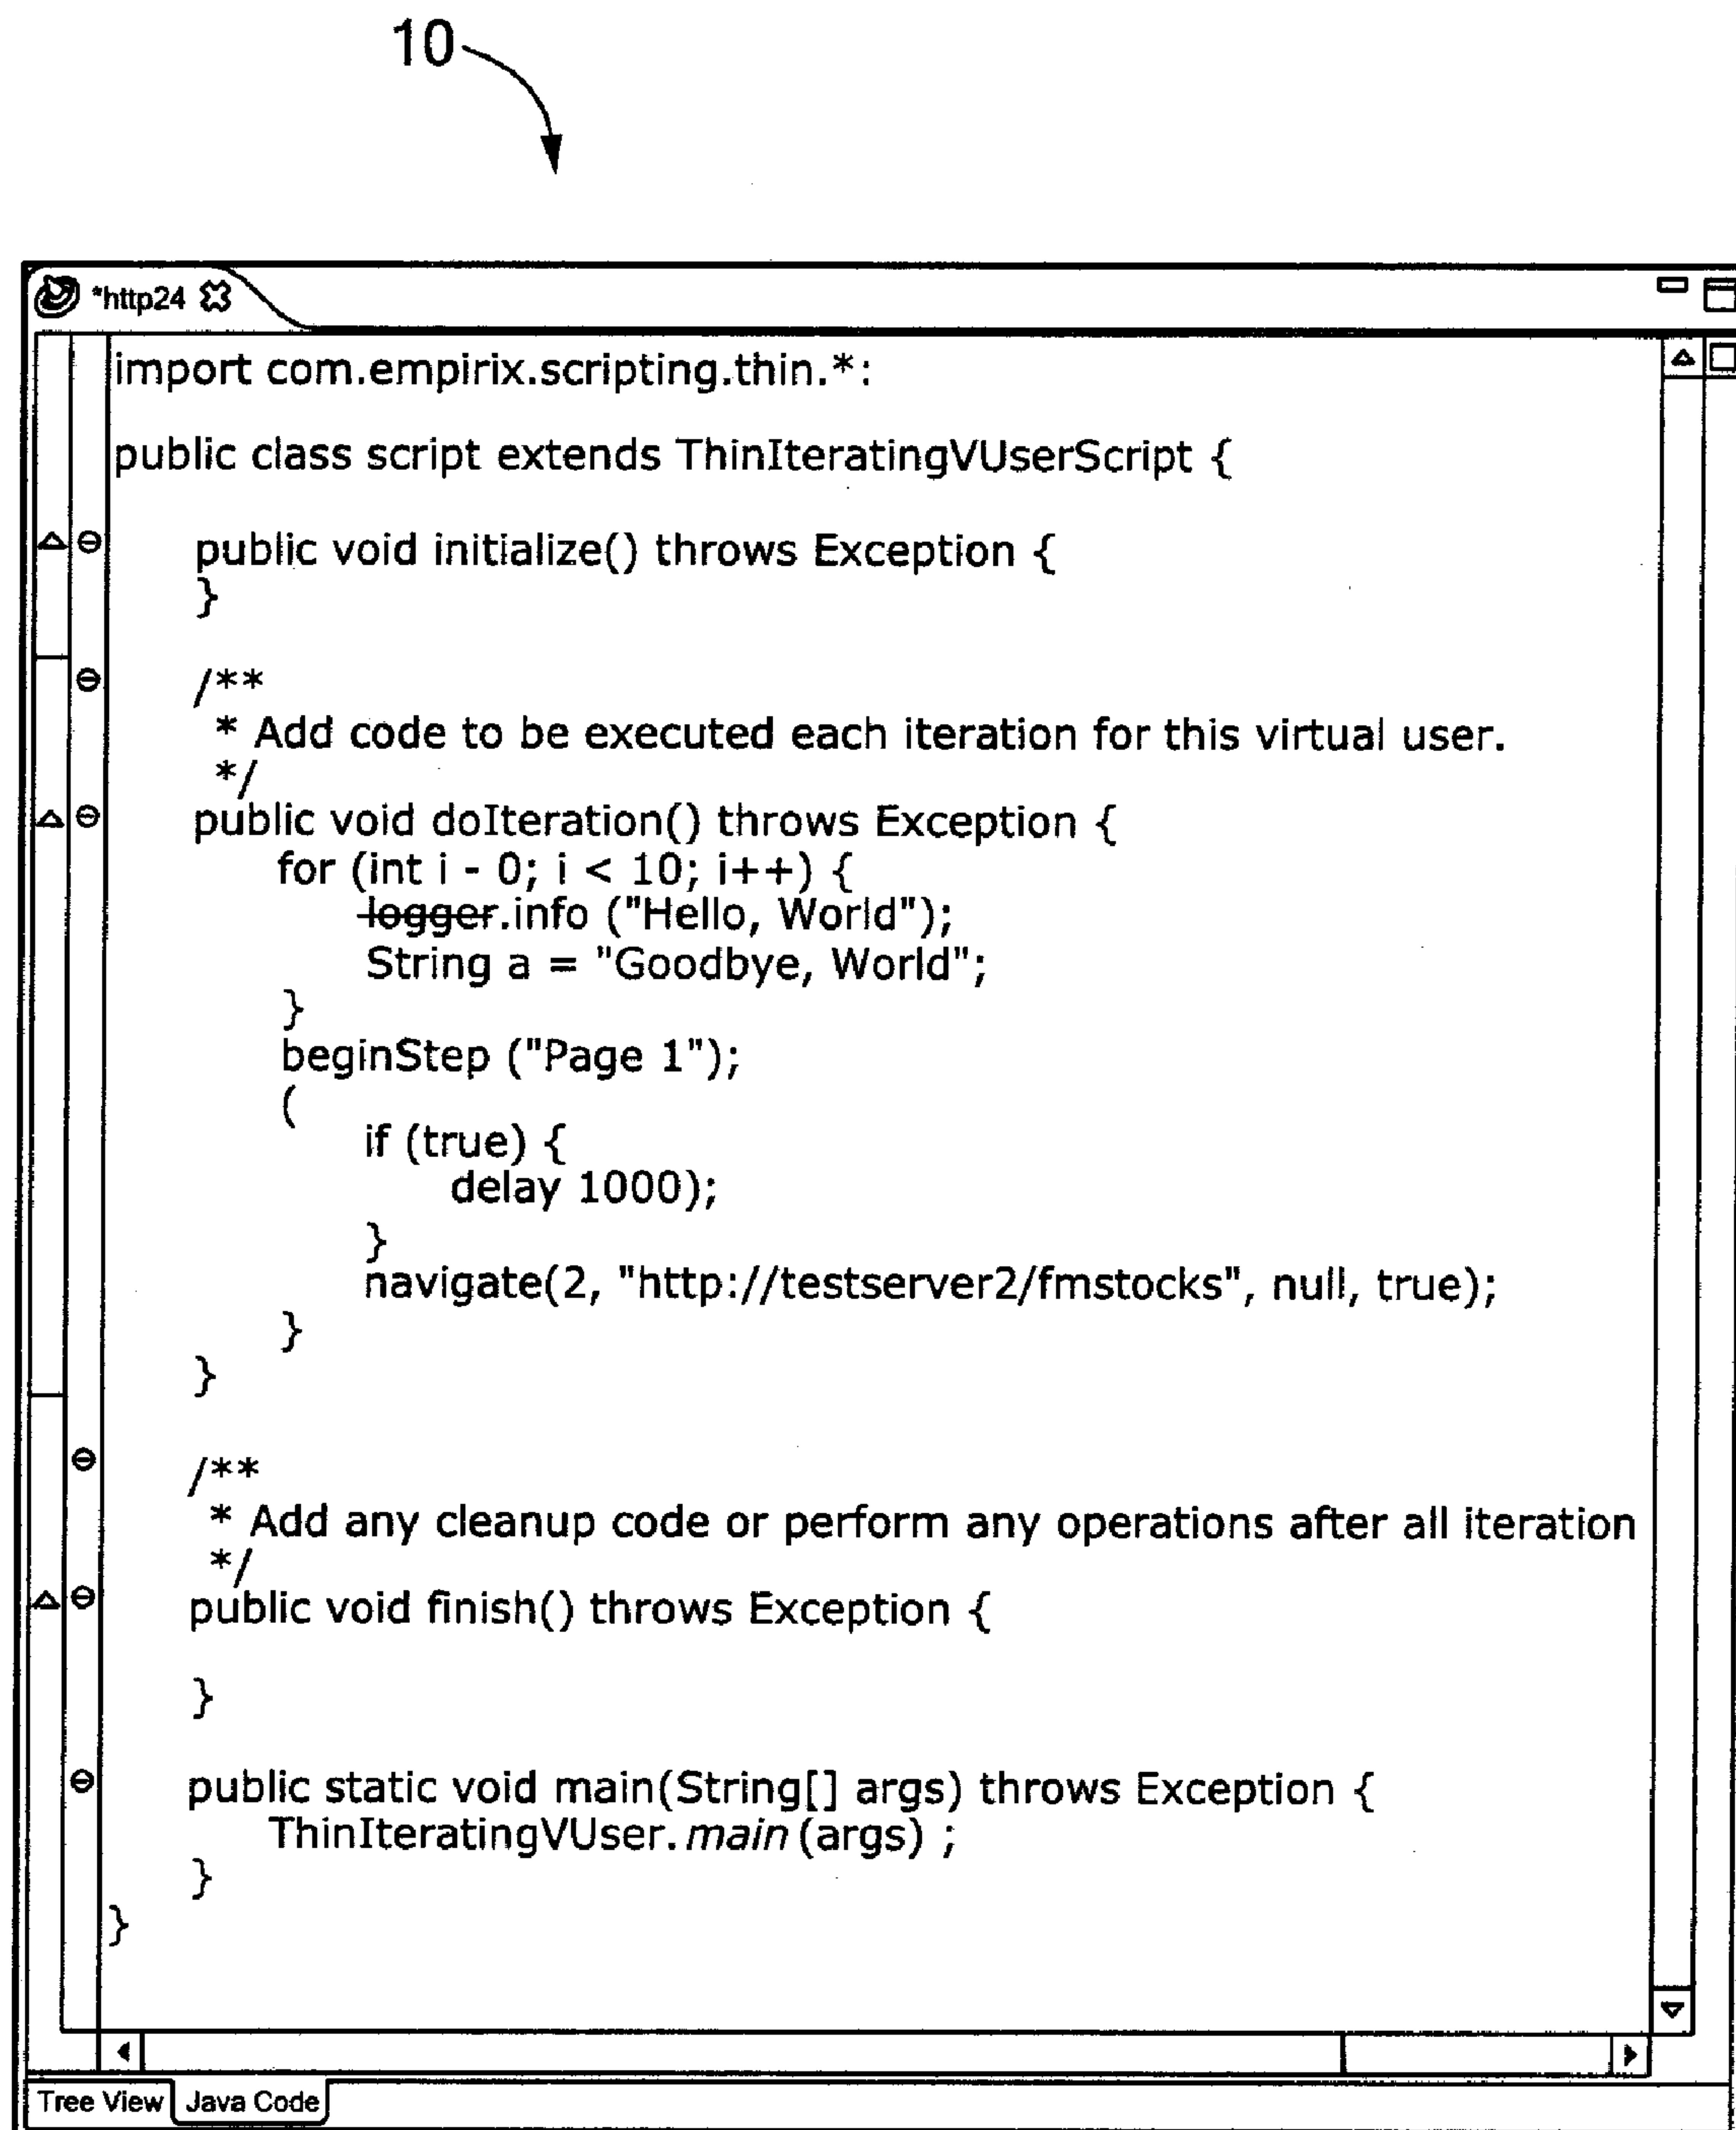 10
*http24
import com.empirix.scripting.thin.*:
public class script extends ThinIteratingVUserScript {
public void initialize() throws Exception {
}
/**
* Add code to be executed each iteration for this virtual user.
*/
public void doIteration() throws Exception {
for (int i - 0; i < 10; i++) {
logger.info ("Hello, World");
String a = "Goodbye, World";
}
beginStep ("Page 1");
(
if (true) {
delay 1000);
}
navigate(2, "http://testserver2/fmstocks", null, true);
}
}
/**
* Add any cleanup code or perform any operations after all iteration
*/
public void finish() throws Exception {
}
public static void main(String[] args) throws Exception {
ThinIteratingVUser.main(args) ;
}
}
Tree View Java Code